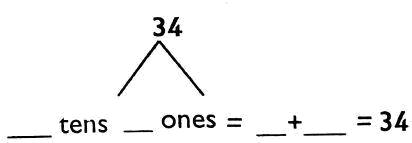 34
___ tens __ ones = __+___ = 34